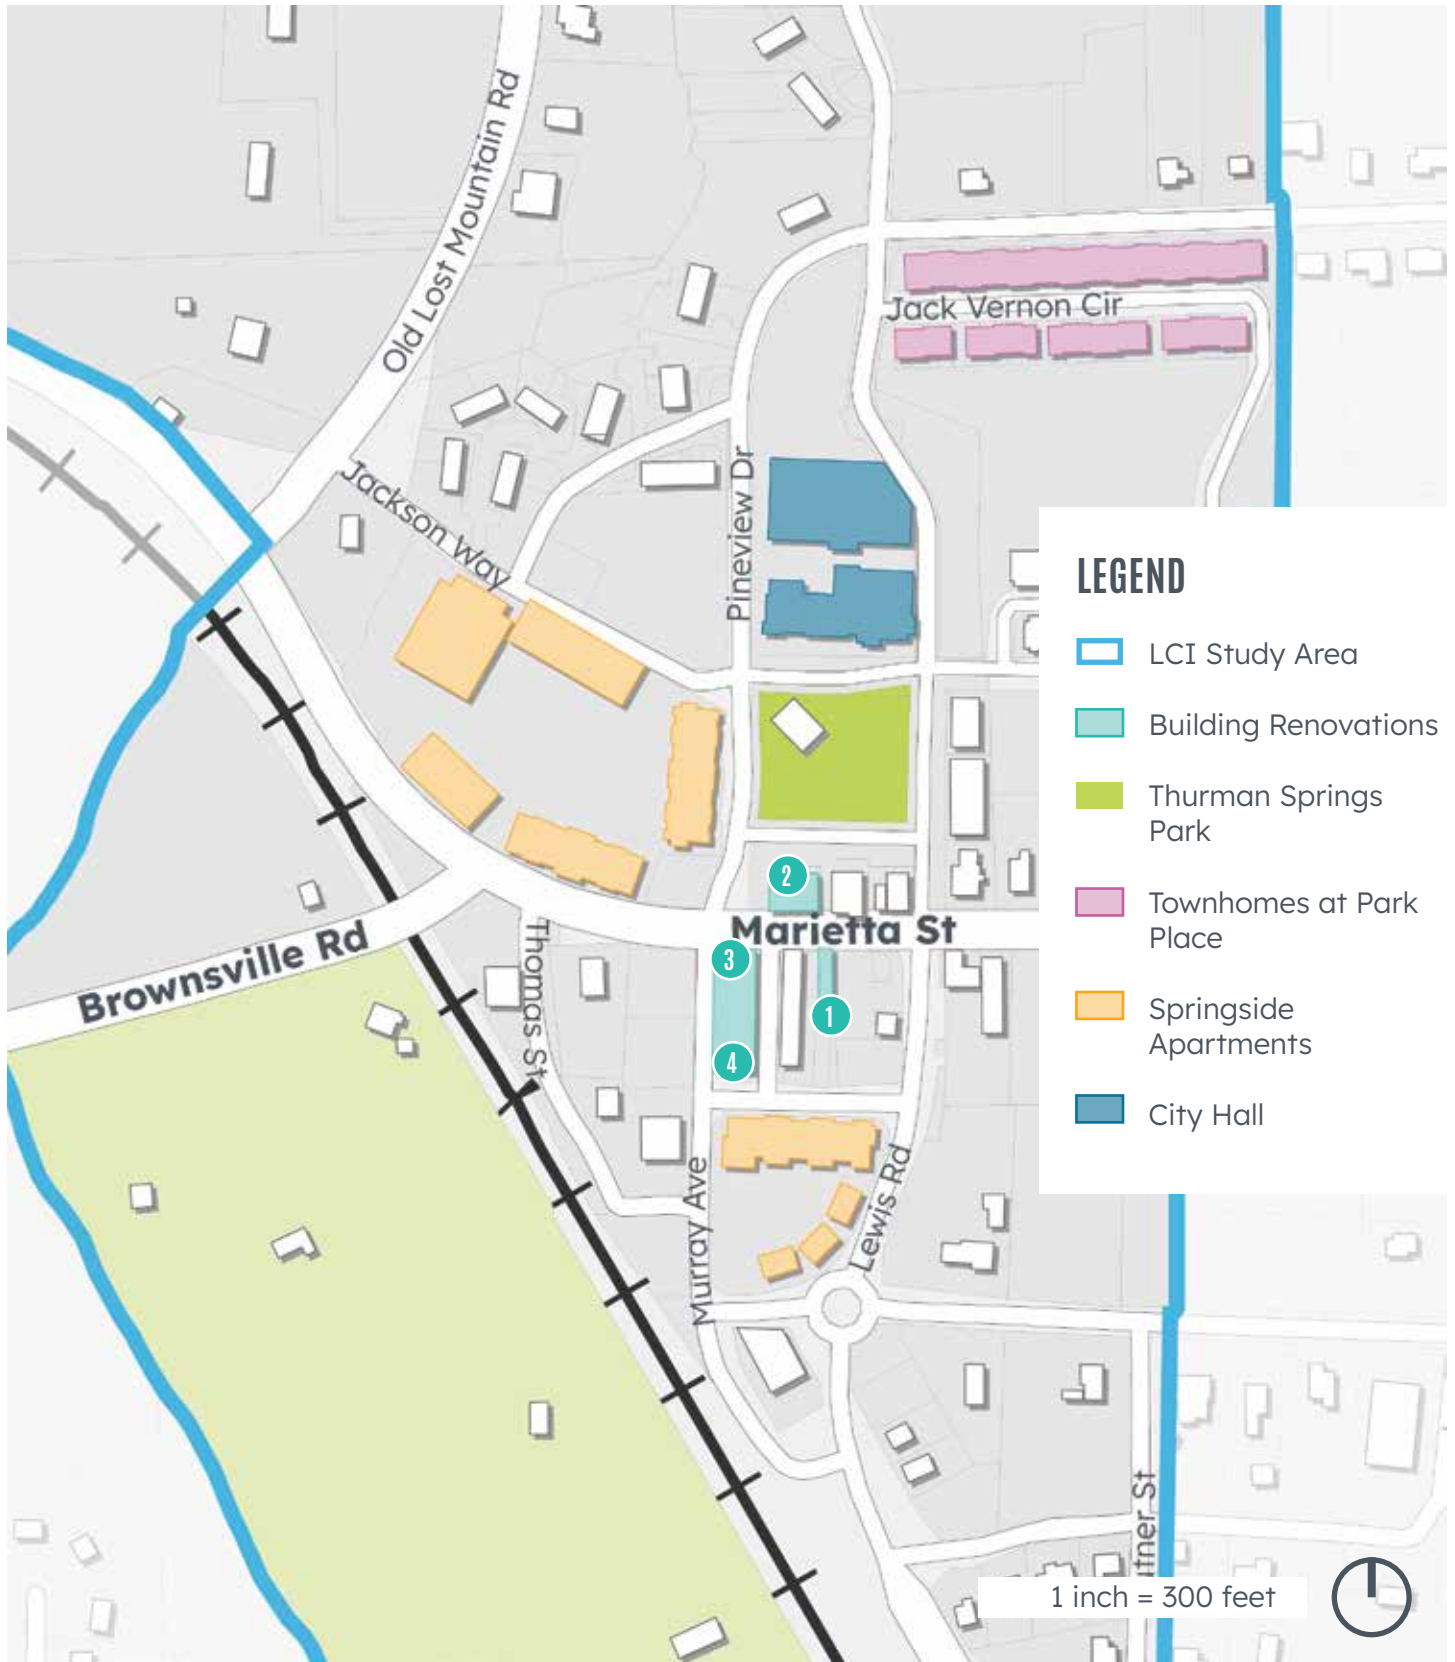 Old Lost Mountain Rd
Jack Vernon Cir
Jackson Way
Pineview Dr
LEGEND
LCI Study Area
Building Renovations
Thurman Springs
Park
Townhomes at Park
Place
Springside
Apartments
City Hall
2
Marietta St
Brownsville Rd
Thomas St
3
1
4
Murray Ave
Lewis Rd
1 inch = 300 feet